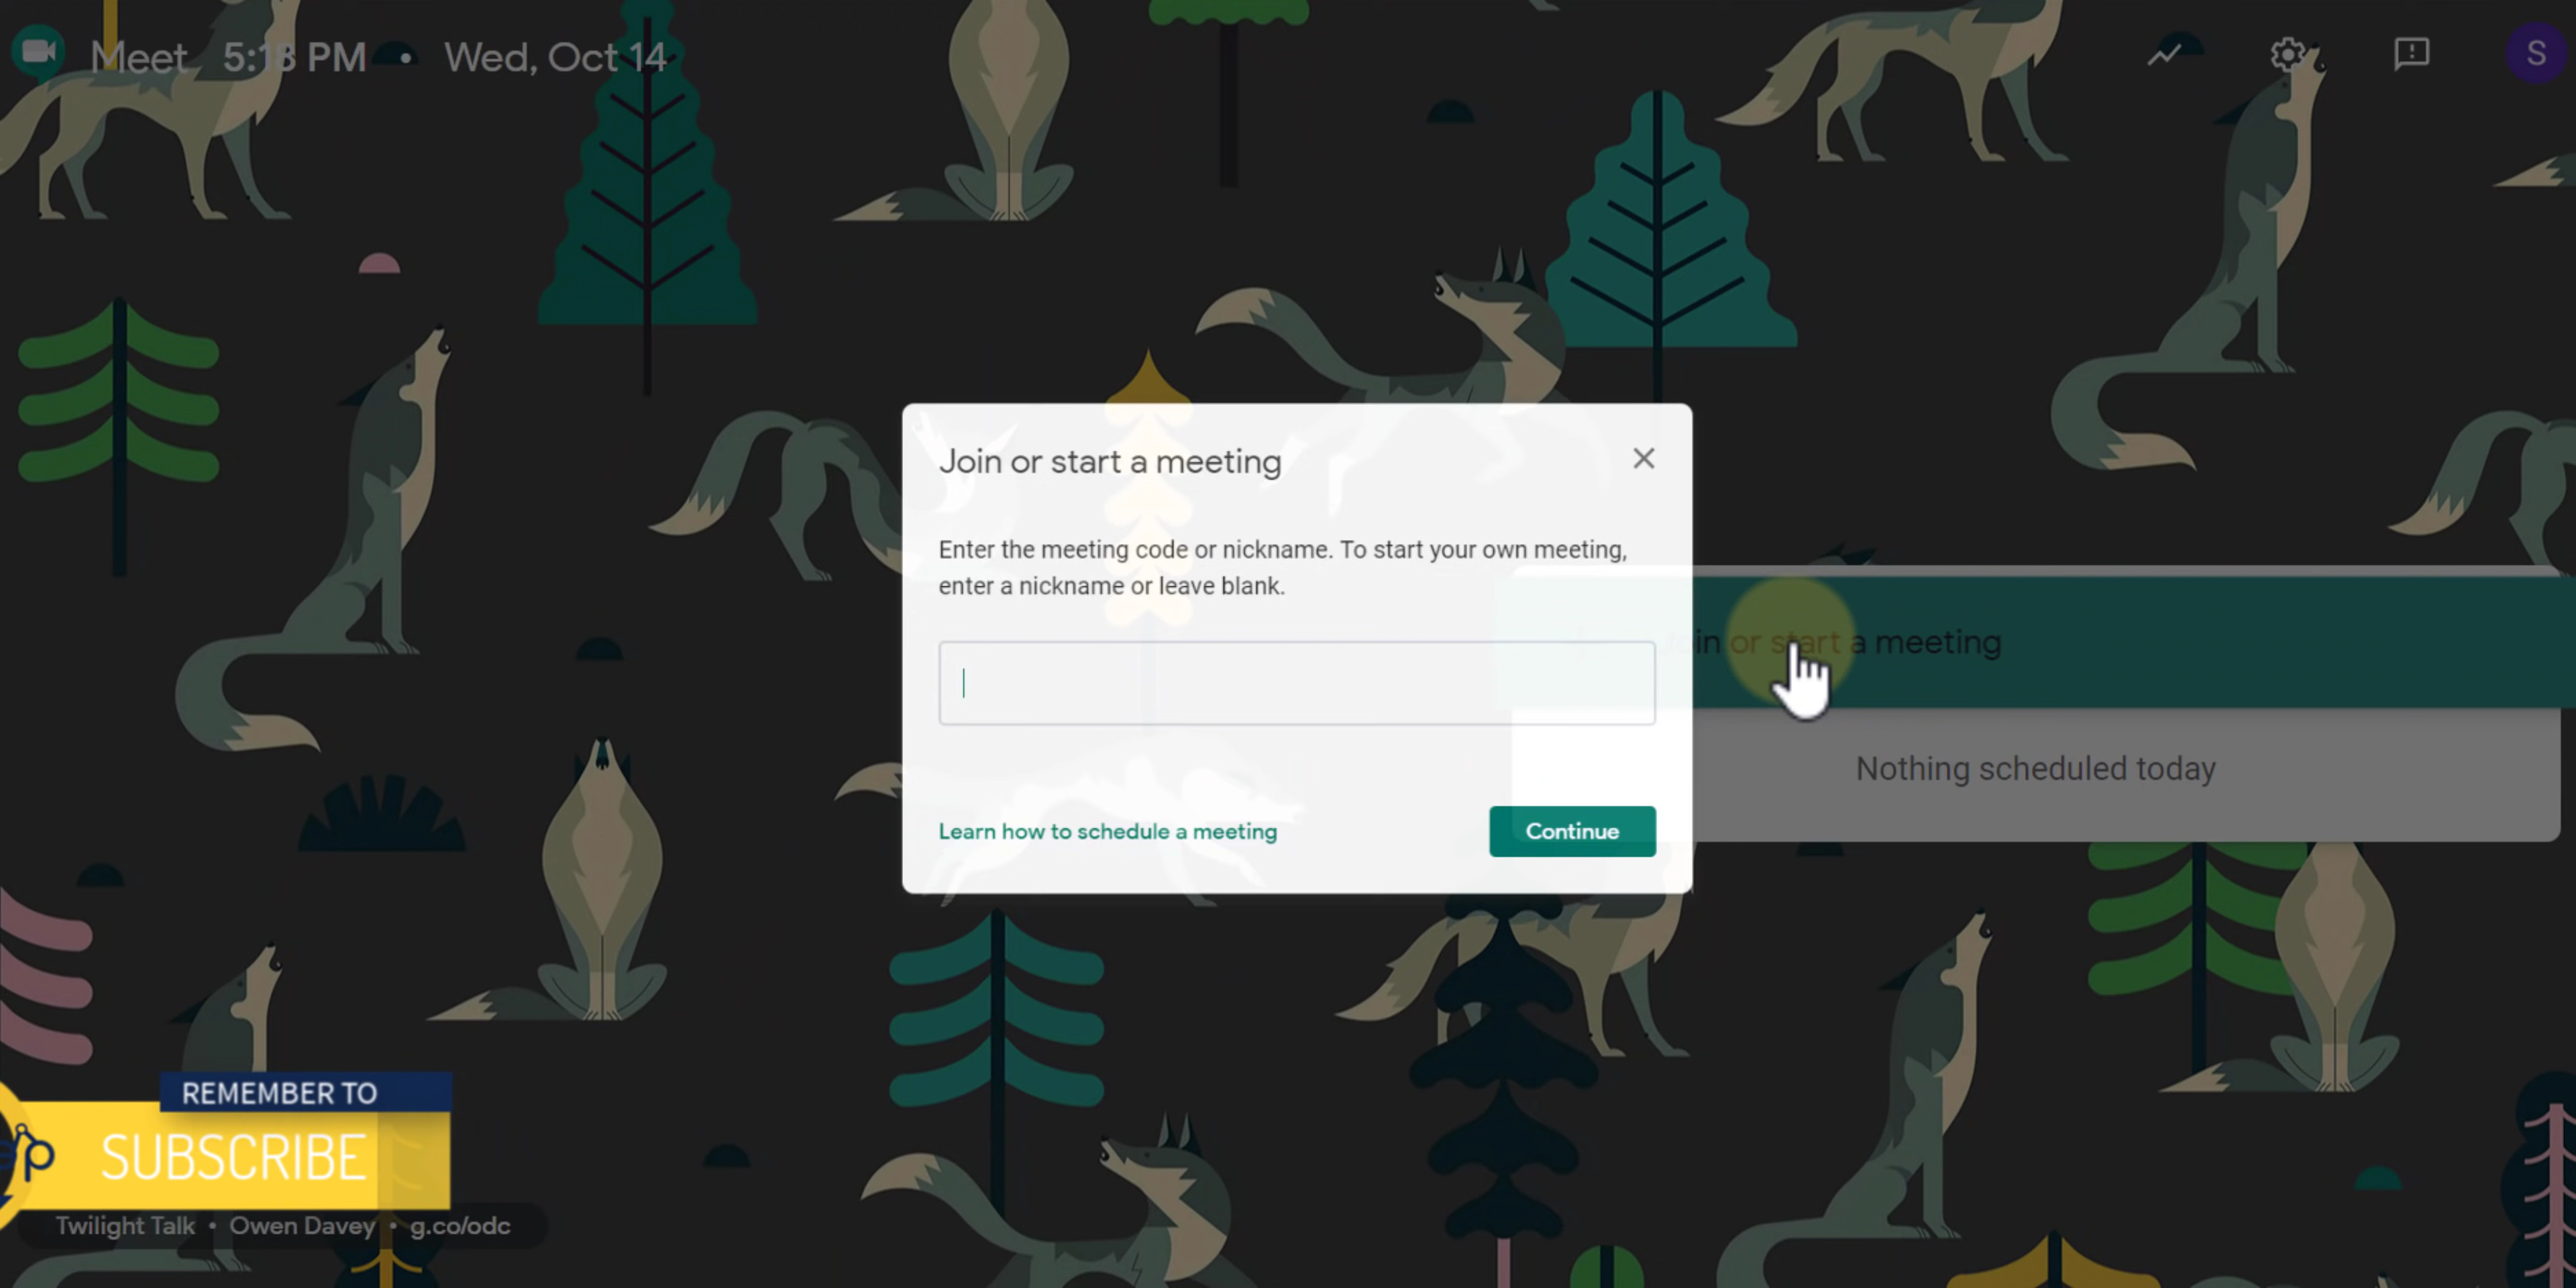 Meet 5:18 PM • Wed, Oct 14
S
Join or start a meeting
Enter the meeting code or nickname. To start your own meeting,
enter a nickname or leave blank.
or start a meeting
Nothing scheduled today
Learn how to schedule a meeting
Continue
REMEMBER TO
SUBSCRIBE
Twilight Talk • Owen Davey • g.co/odc